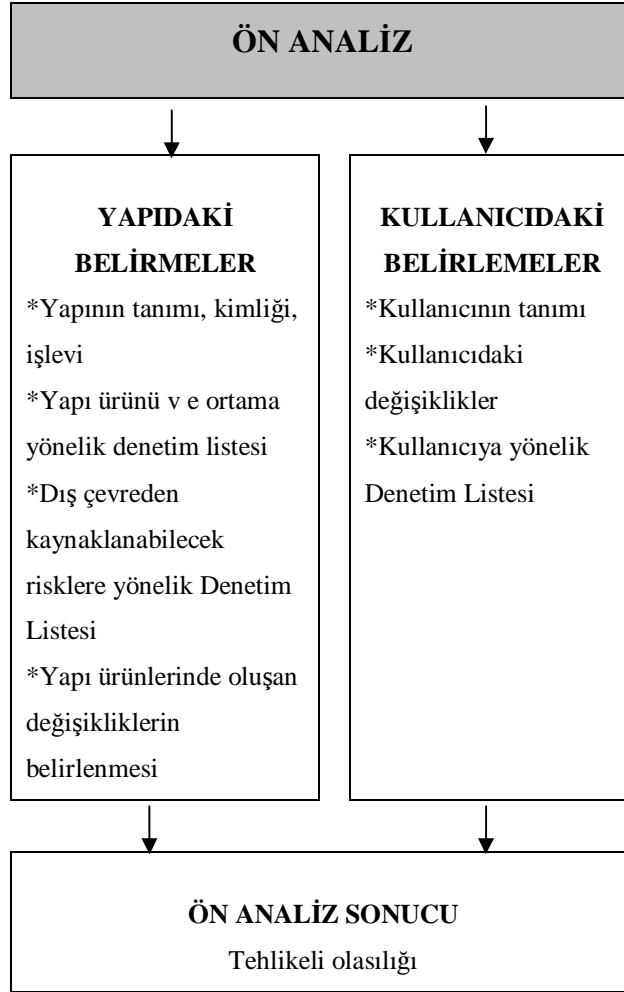 ÖN ANALİZ
YAPIDAKİ
BELİRMELER
*Yapının tanımı, kimliği,
işlevi
*Yapı ürünü v e ortama
yönelik denetim listesi
*Dış çevreden
kaynaklanabilecek
risklere yönelik Denetim
Listesi
*Yapı ürünlerinde oluşan
değişikliklerin
belirlenmesi
KULLANICIDAKİ
BELİRLEMELER
*Kullanıcının tanımı
*Kullanıcıdaki
değişiklikler
*Kullanıcıya yönelik
Denetim Listesi
ÖN ANALİZ SONUCU
Tehlikeli olasılığı